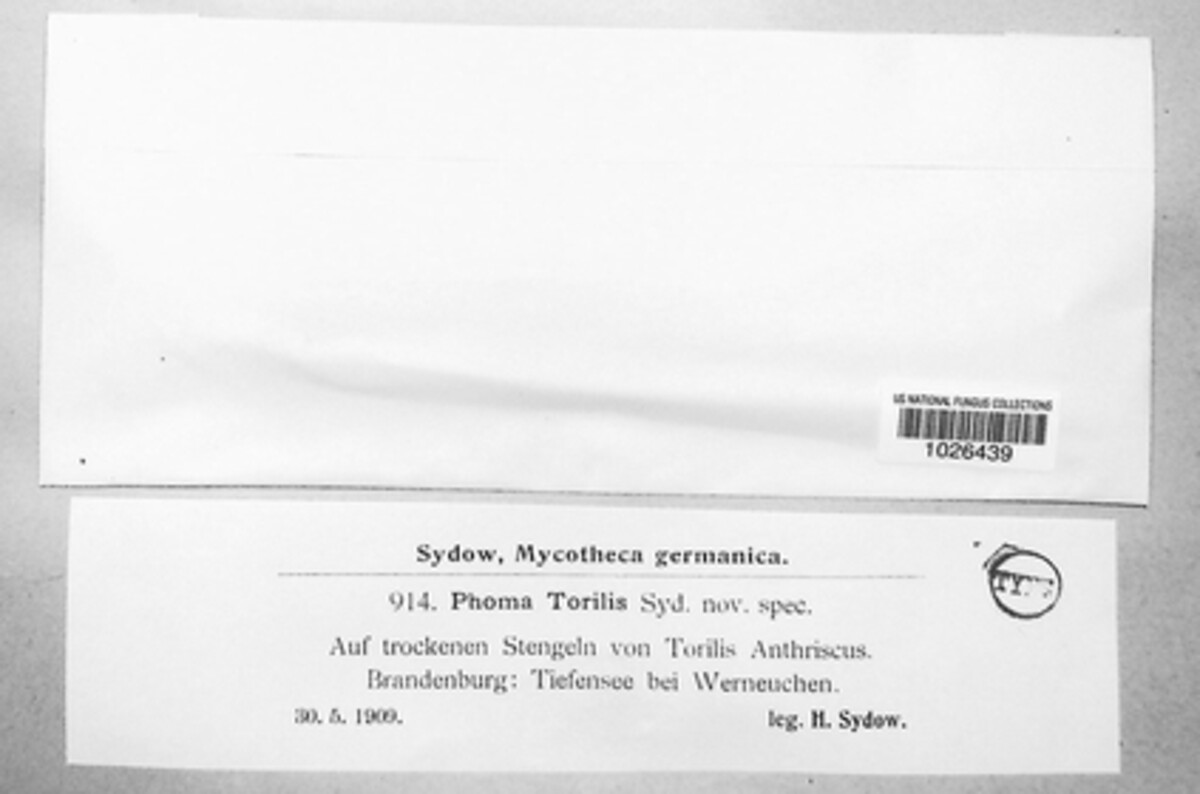 US NATIONAL FUNGUS COLLECTIONS
1026439
Sydow, Mycotheca germanica.
914. Phoma Torilis Syd. nov. spec.
Auf trockenen Stengeln von Torilis Anthriscus.
Brandenburg: Tiefensee bei Werneuchen.
30. 5. 1909. leg. H. Sydow.